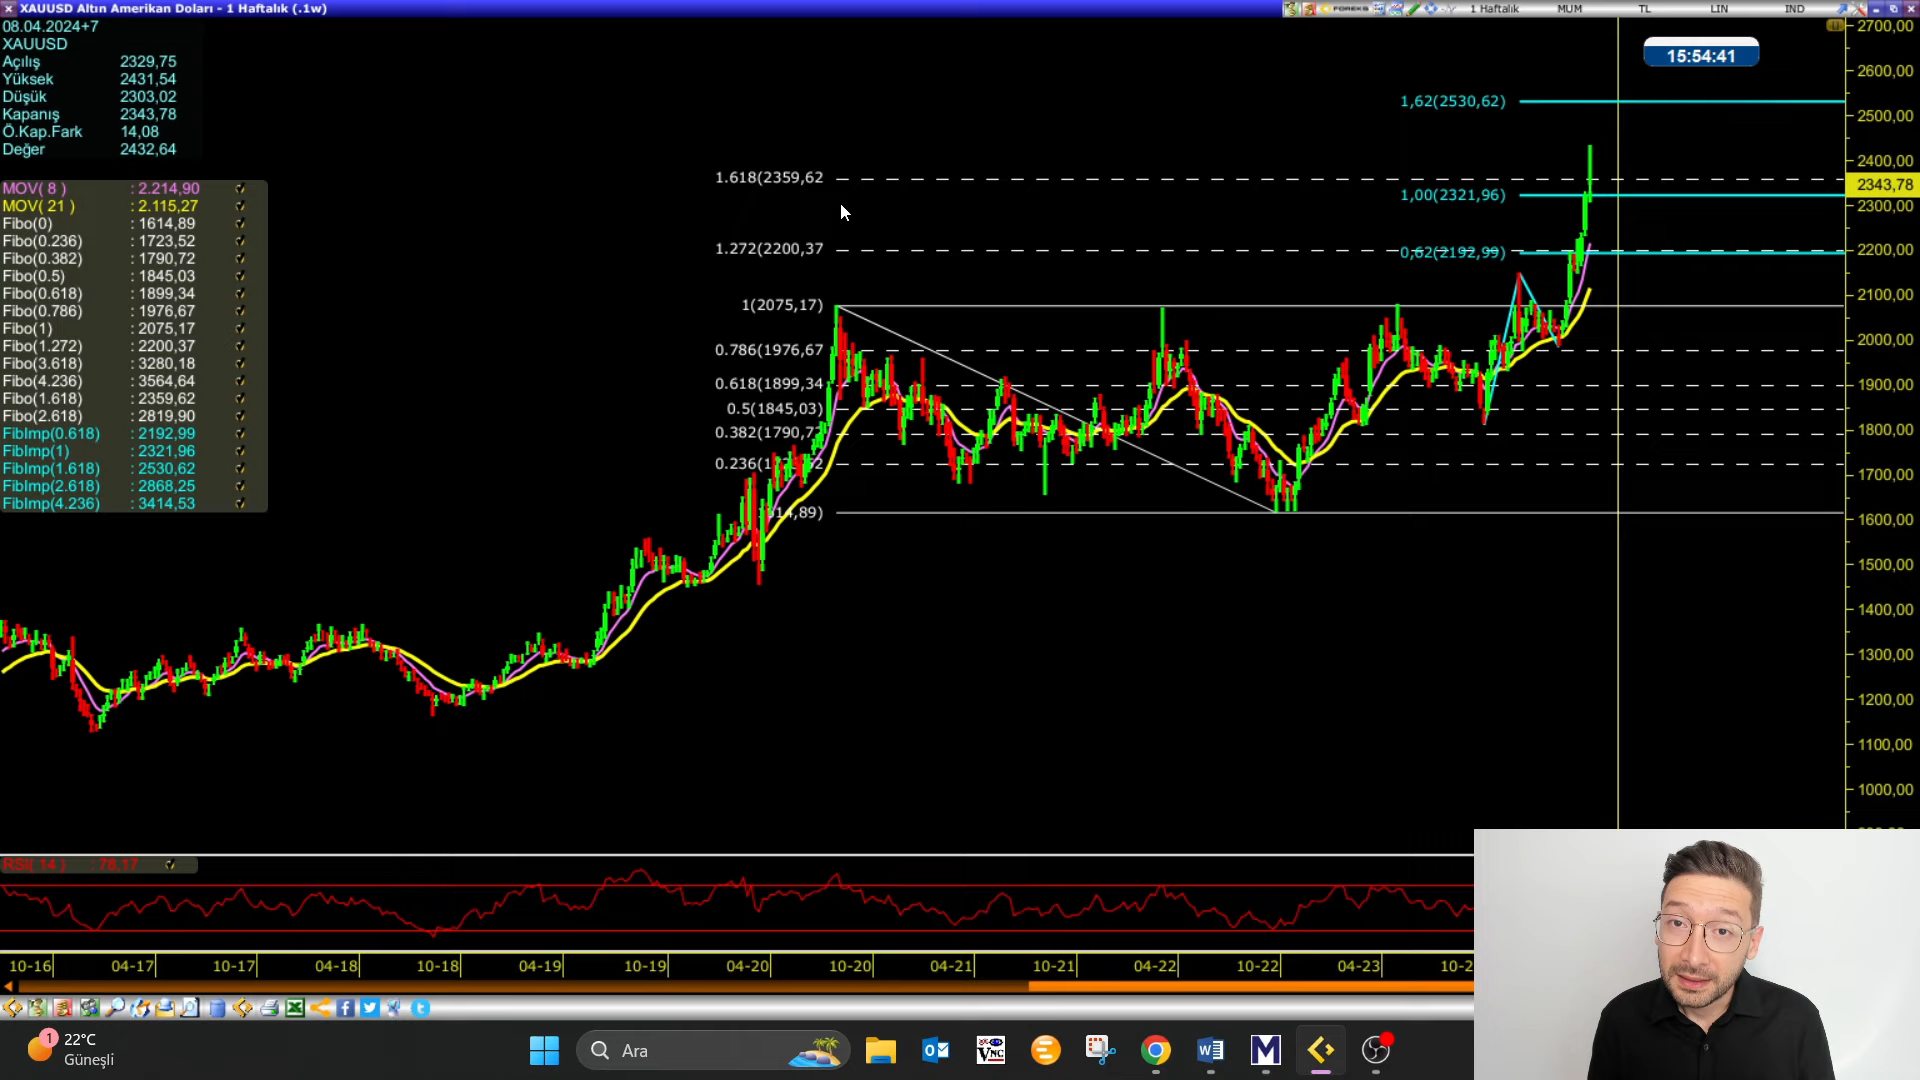 XAUUSD Altın Amerikan Doları - 1 Haftalık (.1w)
FOREKS
1 Haftalık MUM TL LIN IND
08.04.2024+7
XAUUSD
Açılış 2329,75
Yüksek 2431,54
Düşük 2303,02
Kapanış 2343,78
Ö.Kap.Fark 14,08
Değer 2432,64
MOV( 8 ) : 2.214,90
MOV( 21 ) : 2.115,27
Fibo(0) : 1614,89
Fibo(0.236) : 1723,52
Fibo(0.382) : 1790,72
Fibo(0.5) : 1845,03
Fibo(0.618) : 1899,34
Fibo(0.786) : 1976,67
Fibo(1) : 2075,17
Fibo(1.272) : 2200,37
Fibo(3.618) : 3280,18
Fibo(4.236) : 3564,64
Fibo(1.618) : 2359,62
Fibo(2.618) : 2819,90
FibImp(0.618) : 2192,99
FibImp(1) : 2321,96
FibImp(1.618) : 2530,62
FibImp(2.618) : 2868,25
FibImp(4.236) : 3414,53
15:54:41
1,62(2530,62)
1.618(2359,62
1,00(2321,96)
1.272(2200,37
0,62(2192,99)
1(2075,17)
0.786(1976,67
0.618(1899,34
0.5(1845,03)
0.382(1790,72
0.236(1
14,89)
2700,00
2600,00
2500,00
2400,00
2343,78
2300,00
2200,00
2100,00
2000,00
1900,00
1800,00
1700,00
1600,00
1500,00
1400,00
1300,00
1200,00
1100,00
1000,00
RSI( 14 ) : 78,17
10-16 04-17 10-17 04-18 10-18 04-19 10-19 04-20 10-20 04-21 10-21 04-22 10-22 04-23 10-2
1
22°C
Güneşli
Ara
VNC